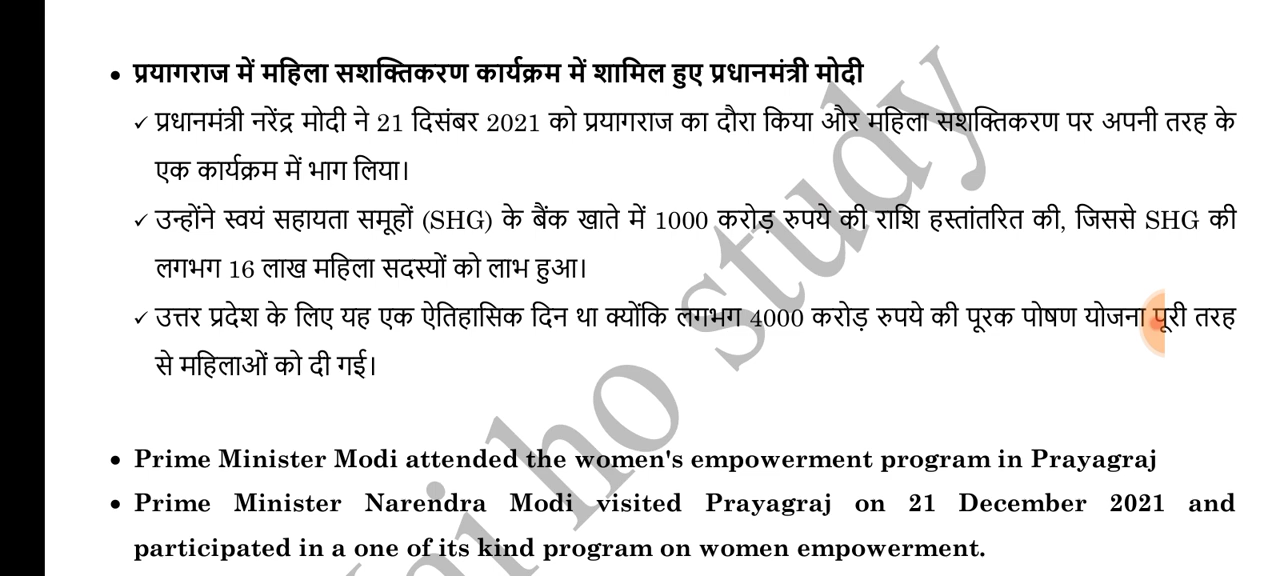 • प्रयागराज में महिला सशक्तिकरण कार्यक्रम में शामिल हुए प्रधानमंत्री मोदी
✓ प्रधानमंत्री नरेंद्र मोदी ने 21 दिसंबर 2021 को प्रयागराज का दौरा किया और महिला सशक्तिकरण पर अपनी तरह के
एक कार्यक्रम में भाग लिया।
✓ उन्होंने स्वयं सहायता समूहों (SHG) के बैंक खाते में 1000 करोड़ रुपये की राशि हस्तांतरित की, जिससे SHG की
लगभग 16 लाख महिला सदस्यों को लाभ हुआ।
✓ उत्तर प्रदेश के लिए यह एक ऐतिहासिक दिन था क्योंकि लगभग 4000 करोड़ रुपये की पूरक पोषण योजना पूरी तरह
से महिलाओं को दी गई।
• Prime Minister Modi attended the women's empowerment program in Prayagraj
• Prime Minister Narendra Modi visited Prayagraj on 21 December 2021 and
participated in a one of its kind program on women empowerment.
ho study